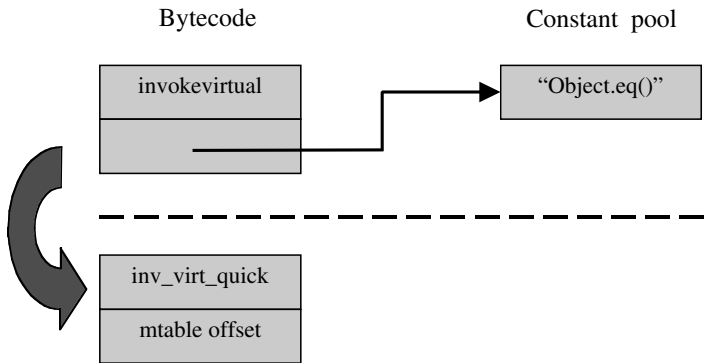 Bytecode
Constant pool
invokevirtual
“Object.eq()”
inv_virt_quick
mtable offset